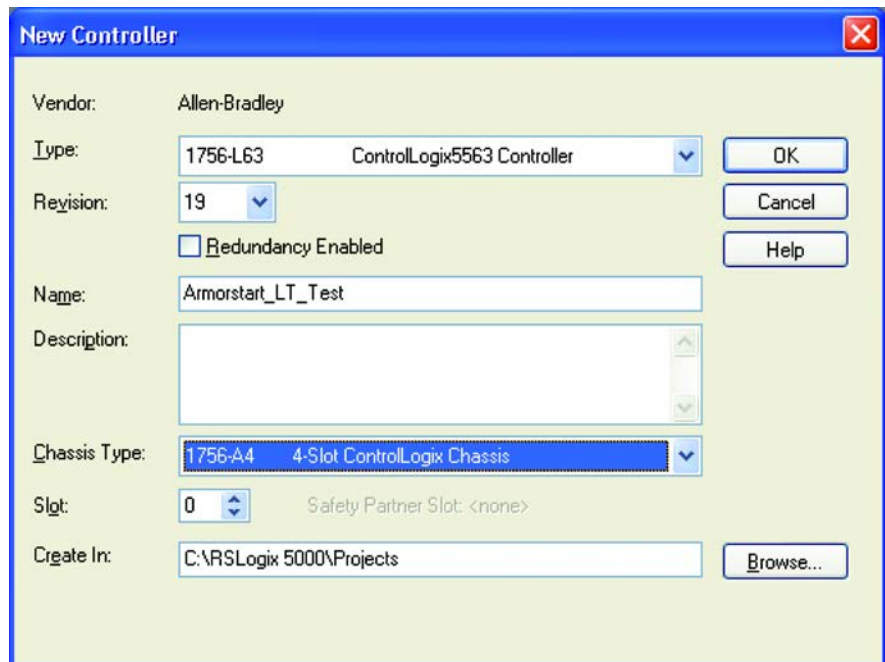 New Controller
Vendor: Allen-Bradley
Type: 1756-L63 ControlLogix5563 Controller OK
Revision: 19 Cancel
Redundancy Enabled Help
Name: Armorstart_LT_Test
Description:
Chassis Type: 1756-A4 4-Slot ControlLogix Chassis
Slot: 0 Safety Partner Slot: <none>
Create In: C:\RSLogix 5000\Projects Browse...